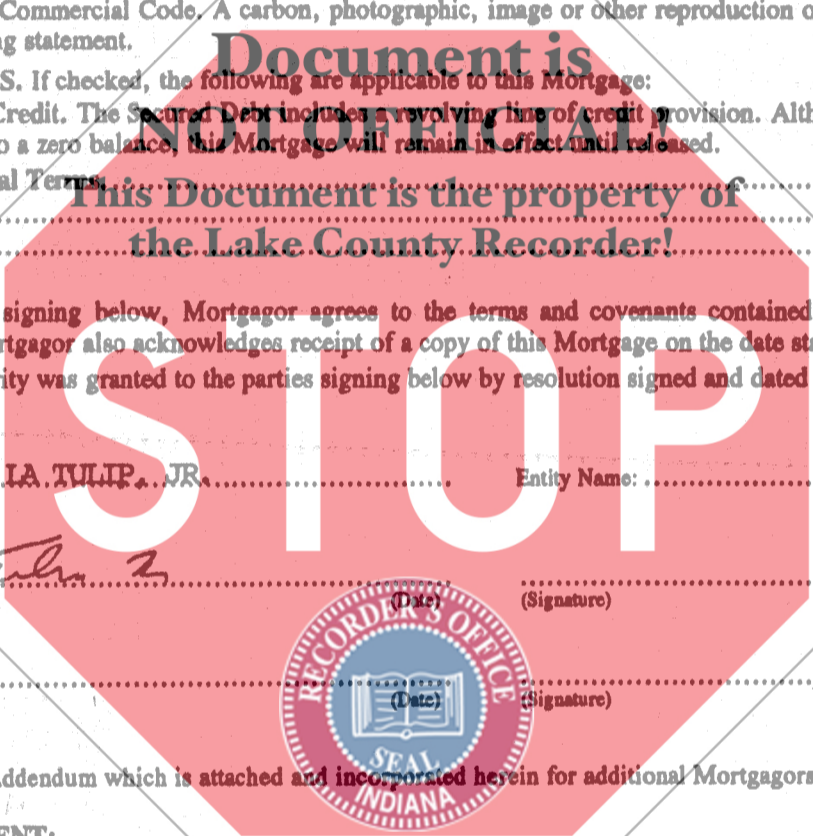 Commercial Code. A carbon, photographic, image or other reproduction o
ng statement.
Document is
S. If checked, the following are applicable to this Mortgage:
Credit. The Secured Debt includes a revolving line of credit provision. Alth
NOT OFFICIAL!
o a zero balance, this Mortgage will remain in effect until released.
al Terms.
This Document is the property of
the Lake County Recorder!
signing below, Mortgagor agrees to the terms and covenants contained
rtgagor also acknowledges receipt of a copy of this Mortgage on the date sta
rity was granted to the parties signing below by resolution signed and dated
STOP
LA TULIP, JR.
Entity Name:
(Date)
(Signature)
(Date)
(Signature)
RECORDER'S OFFICE
SEAL
INDIANA
Addendum which is attached and incorporated herein for additional Mortgagors
ENT: